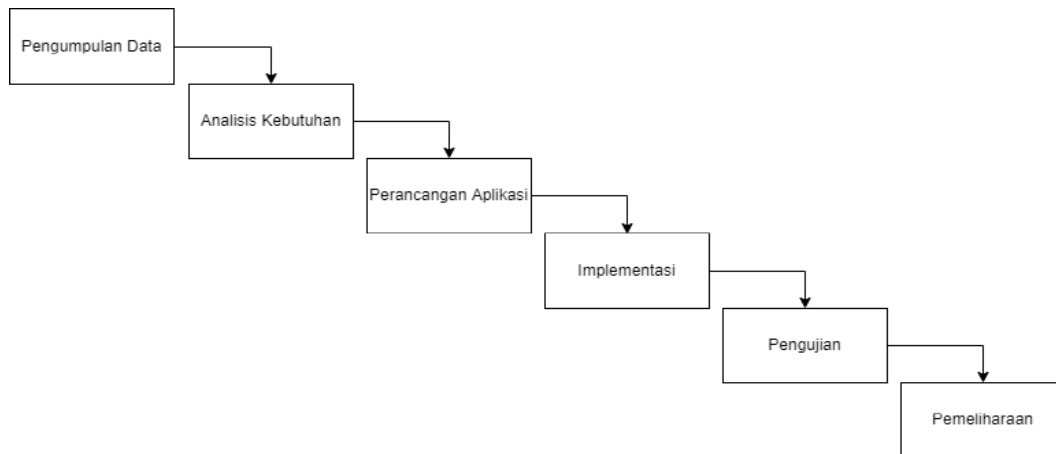 Pengumpulan Data
Analisis Kebutuhan
Perancangan Aplikasi
Implementasi
Pengujian
Pemeliharaan